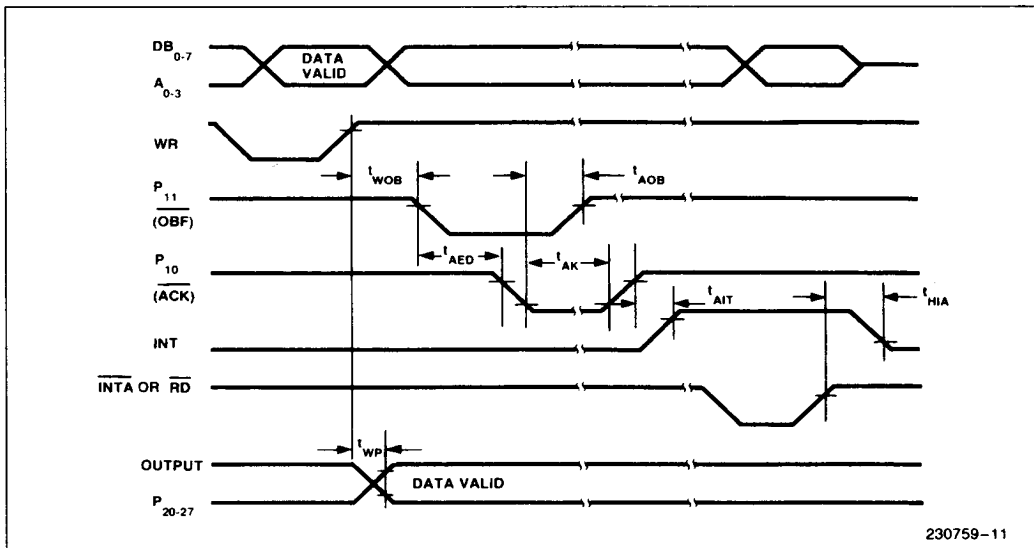 DB0-7
DATA
VALID
A0-3
WR
tWOB
tAOB
P11
(OBF)
tAED
tAK
P10
(ACK)
tAIT
tHIA
INT
INTA OR RD
tWP
OUTPUT
DATA VALID
P20-27
230759-11